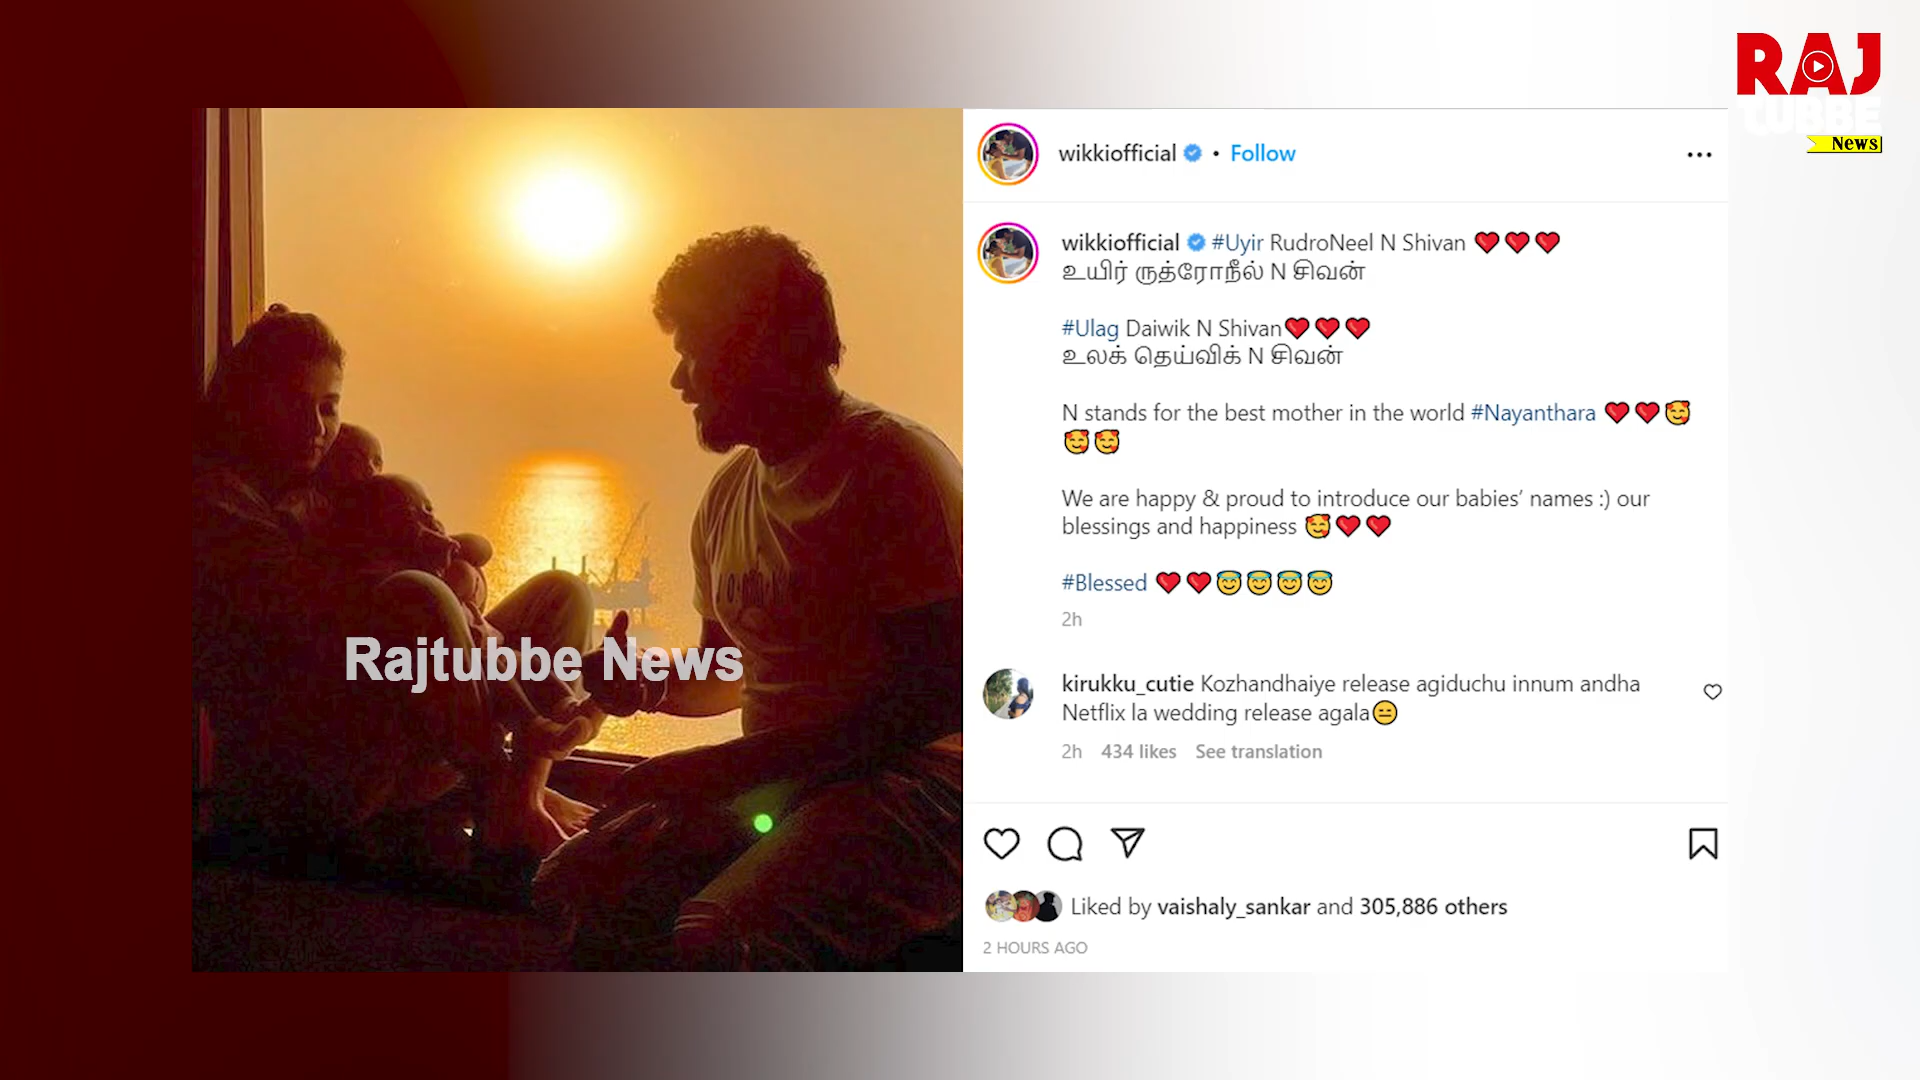 RAJ
TUBBE
News
wikkiofficial • Follow
wikkiofficial #Uyir RudroNeel N Shivan ❤️❤️❤️
உயிர் ருத்ரோநீல் N சிவன்
#Ulag Daiwik N Shivan❤️❤️❤️
உலக் தெய்விக் N சிவன்
N stands for the best mother in the world #Nayanthara ❤️❤️🥰
🥰🥰
We are happy & proud to introduce our babies’ names :) our
blessings and happiness 🥰❤️❤️
#Blessed ❤️❤️😇😇😇😇
2h
kirukku_cutie Kozhandhaiye release agiduchu innum andha
Netflix la wedding release agala😑
2h 434 likes See translation
Liked by vaishaly_sankar and 305,886 others
2 HOURS AGO
Rajtubbe News